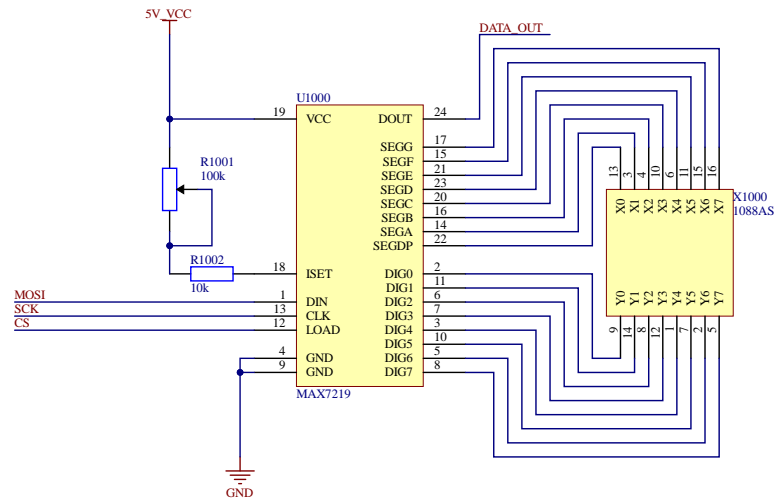 5V_VCC
DATA_OUT
U1000
19 VCC DOUT 24
R1001
100k
SEGG 17
SEGF 15
SEGE 21
SEGD 23
SEGC 20
SEGB 16
SEGA 14
SEGDP 22
13 3 4 10 6 11 15 16
X0 X1 X2 X3 X4 X5 X6 X7
X1000
1088AS
Y0 Y1 Y2 Y3 Y4 Y5 Y6 Y7
9 14 8 12 1 7 2 5
R1002
10k
18 ISET DIG0 2
DIG1 11
MOSI 1 DIN DIG2 6
SCK 13 CLK DIG3 7
CS 12 LOAD DIG4 3
DIG5 10
4 GND DIG6 5
9 GND DIG7 8
MAX7219
GND